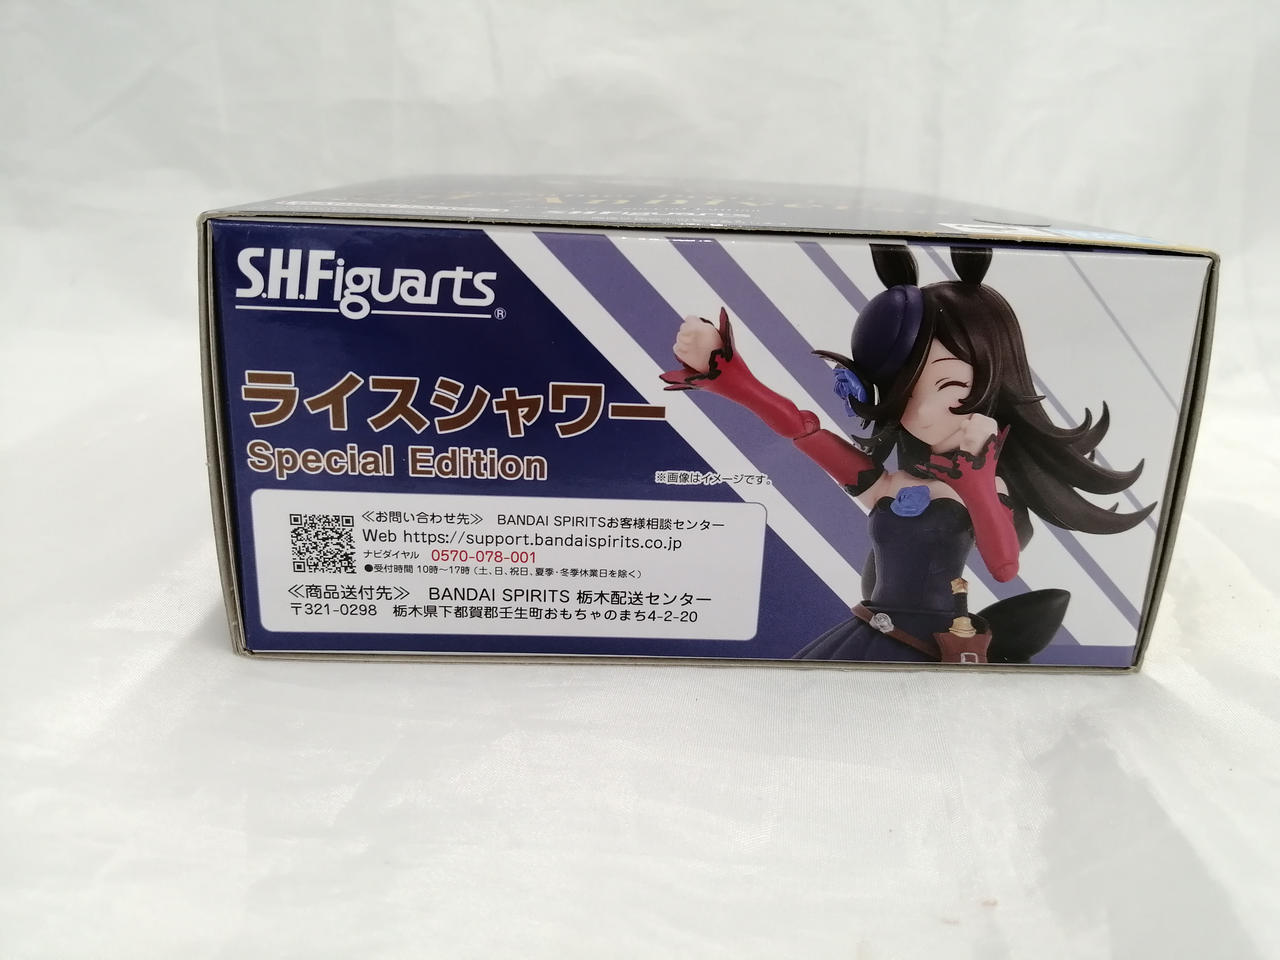 S.H.Figuarts
S.H.Figuarts®
ライスシャワー
Special Edition
※画像はイメージです。
≪お問い合わせ先≫ BANDAI SPIRITSお客様相談センター
Web https://support.bandaispirits.co.jp
ナビダイヤル 0570-078-001
●受付時間 10時〜17時（土、日、祝日、夏季・冬季休業日を除く）
≪商品送付先≫ BANDAI SPIRITS 栃木配送センター
〒321-0298 栃木県下都賀郡壬生町おもちゃのまち4-2-20